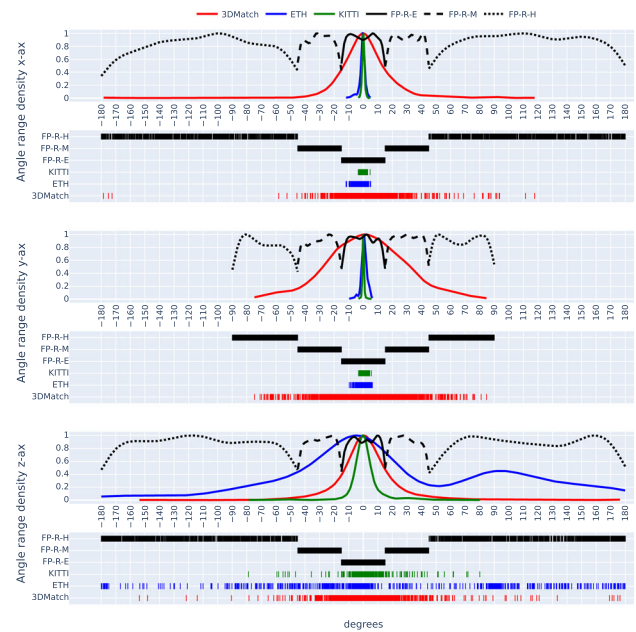 3DMatch ETH KITTI FP-R-E FP-R-M FP-R-H
Angle range density x-ax
1
0.8
0.6
0.4
0.2
0
−180 −170 −160 −150 −140 −130 −120 −110 −100 −90 −80 −70 −60 −50 −40 −30 −20 −10 0 10 20 30 40 50 60 70 80 90 100 110 120 130 140 150 160 170 180
FP-R-H
FP-R-M
FP-R-E
KITTI
ETH
3DMatch
Angle range density y-ax
1
0.8
0.6
0.4
0.2
0
−180 −170 −160 −150 −140 −130 −120 −110 −100 −90 −80 −70 −60 −50 −40 −30 −20 −10 0 10 20 30 40 50 60 70 80 90 100 110 120 130 140 150 160 170 180
FP-R-H
FP-R-M
FP-R-E
KITTI
ETH
3DMatch
Angle range density z-ax
1
0.8
0.6
0.4
0.2
0
−180 −170 −160 −150 −140 −130 −120 −110 −100 −90 −80 −70 −60 −50 −40 −30 −20 −10 0 10 20 30 40 50 60 70 80 90 100 110 120 130 140 150 160 170 180
FP-R-H
FP-R-M
FP-R-E
KITTI
ETH
3DMatch
degrees